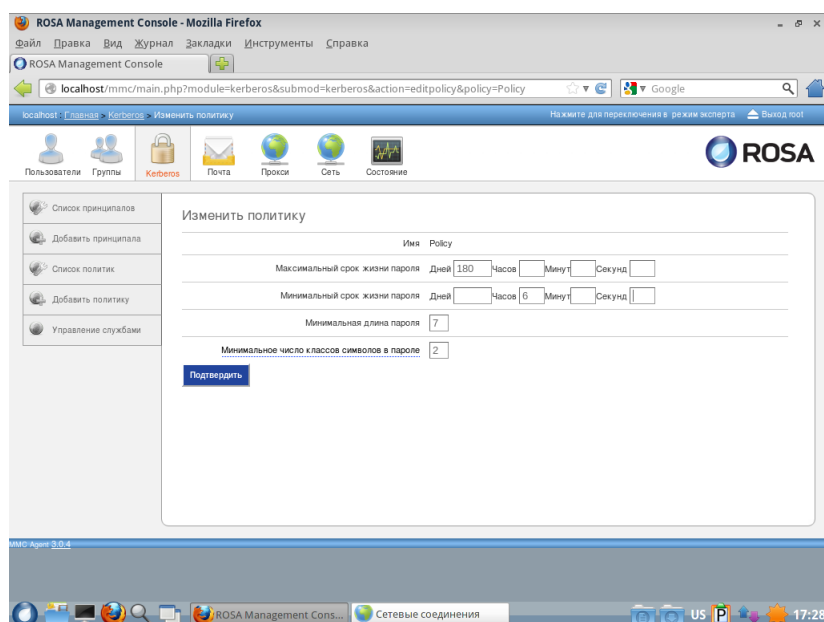 ROSA Management Console - Mozilla Firefox
Файл Правка Вид Журнал Закладки Инструменты Справка
ROSA Management Console
localhost/mmc/main.php?module=kerberos&submod=kerberos&action=editpolicy&policy=Policy
Google
localhost : Главная > Kerberos > Изменить политику
Нажмите для переключения в режим эксперта
Выход root
Пользователи Группы Kerberos Почта Прокси Сеть Состояние
ROSA
Список принципалов
Добавить принципала
Список политик
Добавить политику
Управление службами
Изменить политику
Имя Policy
Максимальный срок жизни пароля Дней 180 Часов Минут Секунд
Минимальный срок жизни пароля Дней Часов 6 Минут Секунд
Минимальная длина пароля 7
Минимальное число классов символов в пароле 2
Подтвердить
MMC Agent 3.0.4
ROSA Management Cons...
Сетевые соединения
US
P
17:28